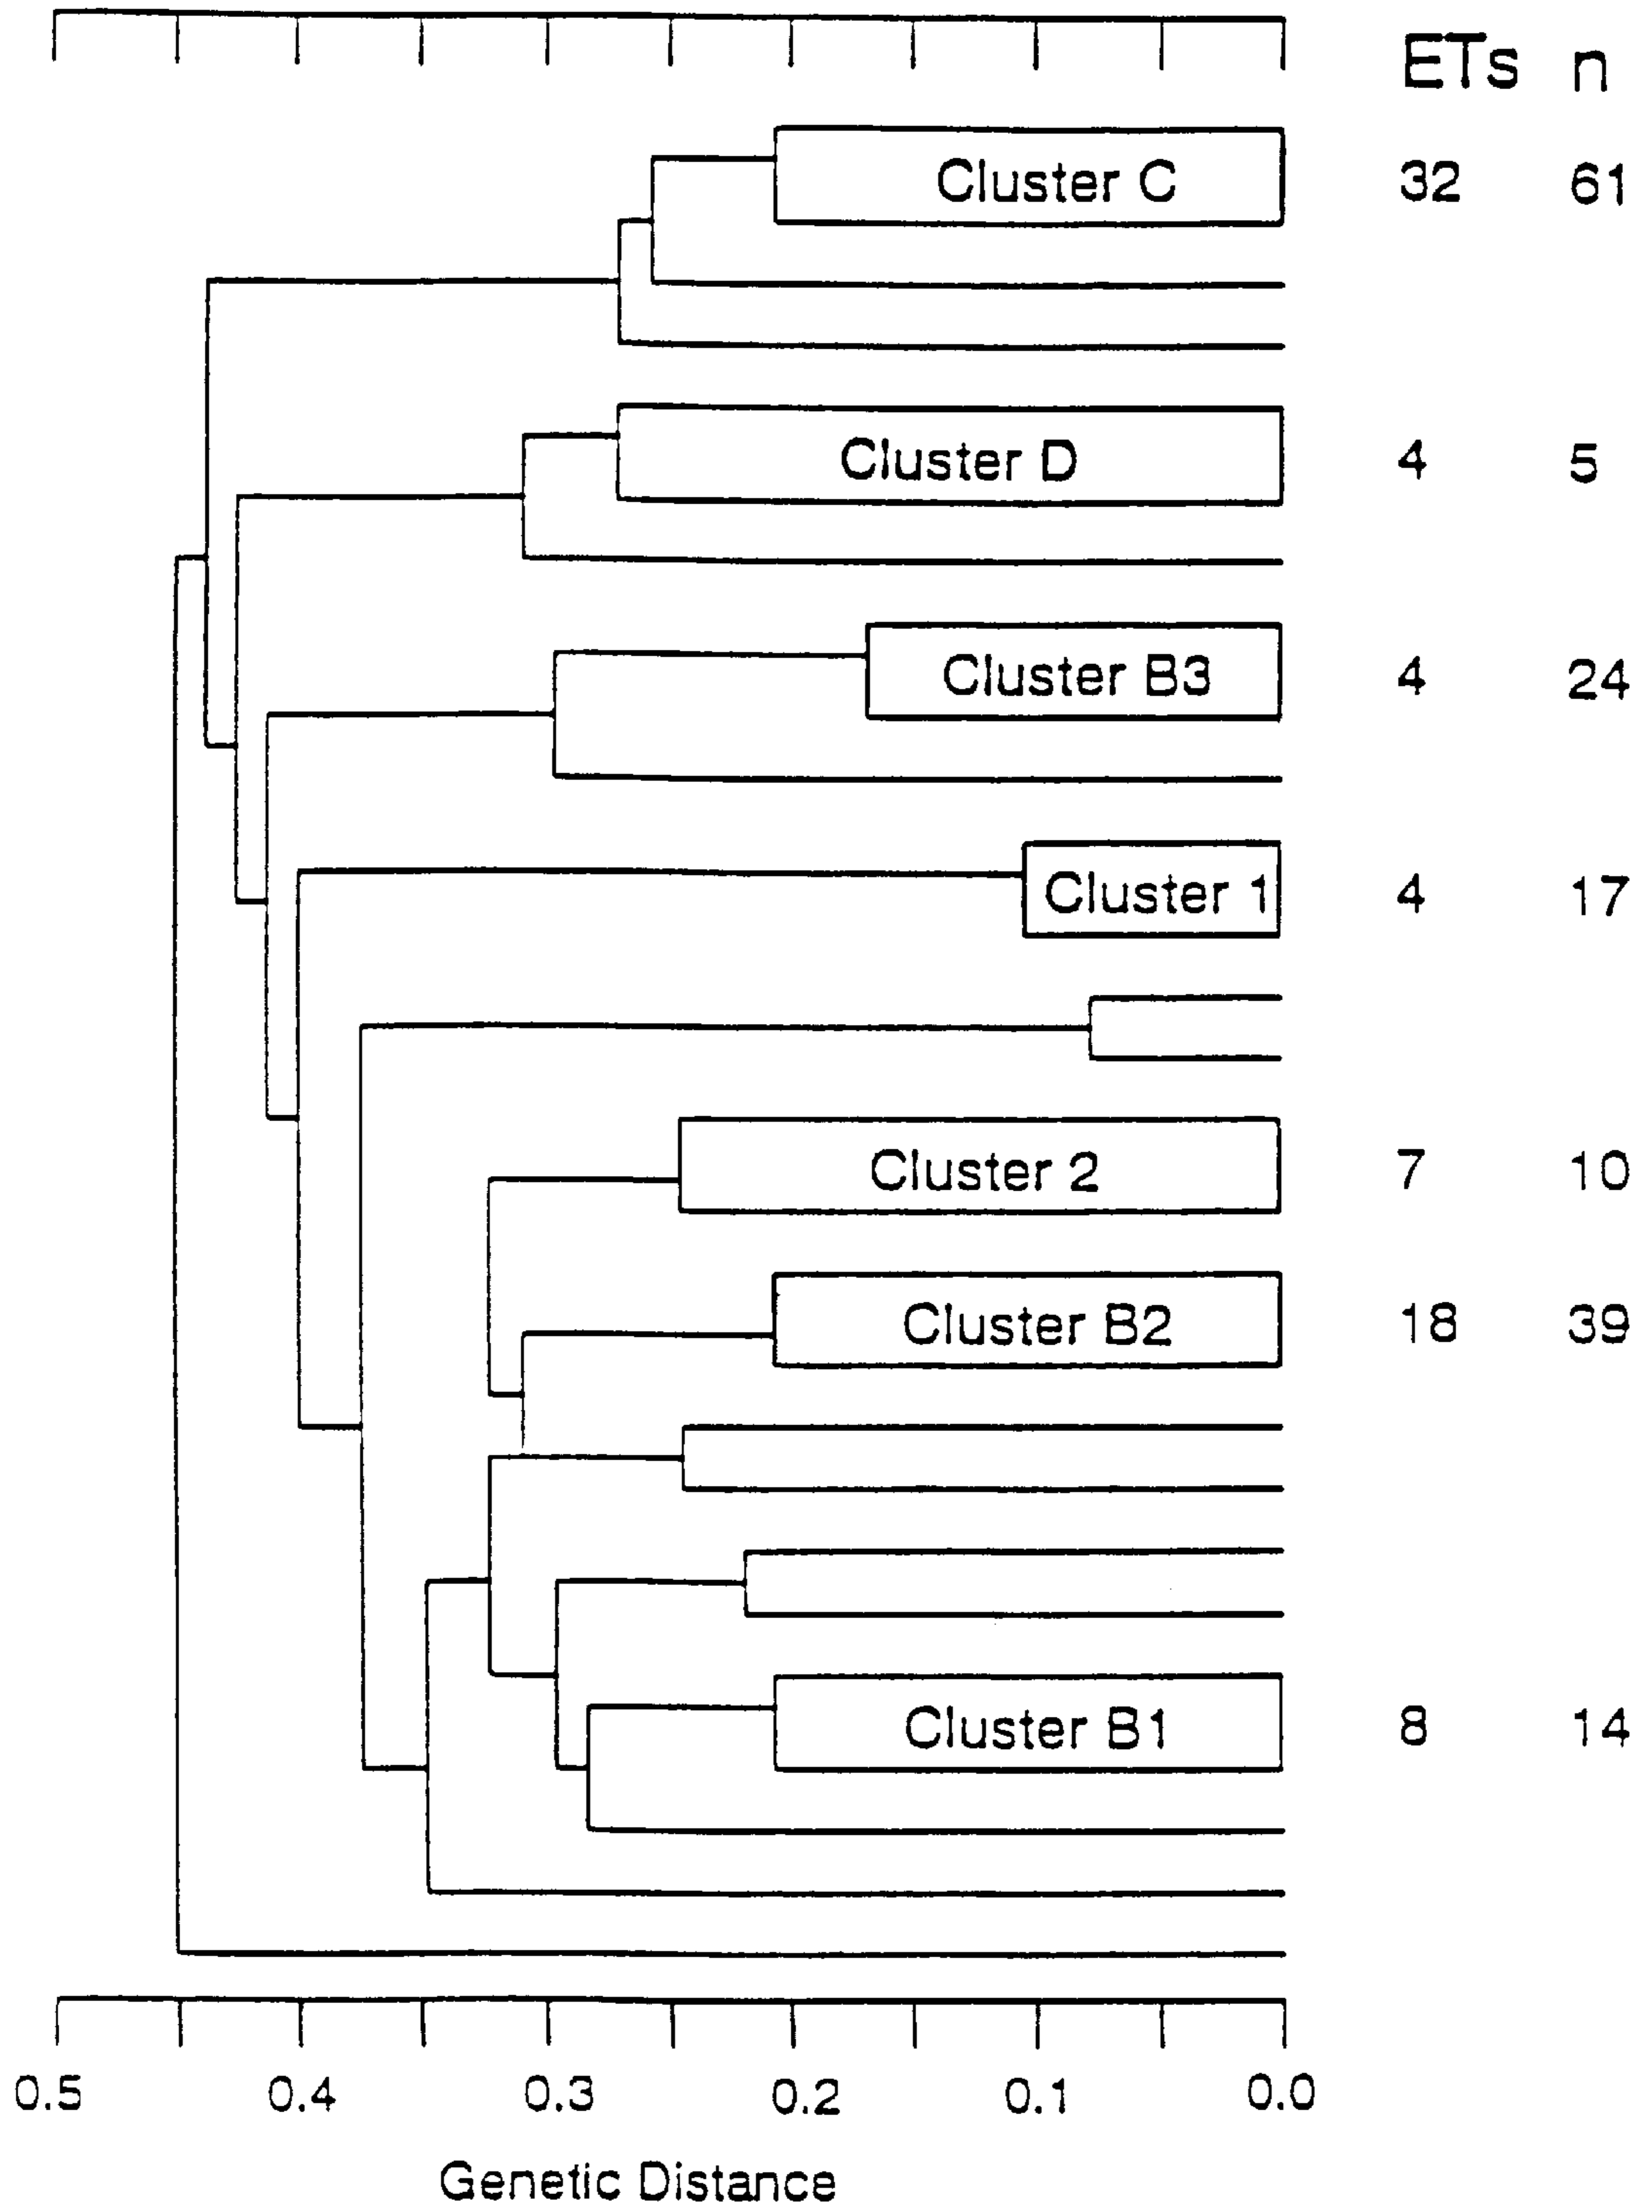 ETs n
Cluster C 32 61
Cluster D 4 5
Cluster B3 4 24
Cluster 1 4 17
Cluster 2 7 10
Cluster B2 18 39
Cluster B1 8 14
0.5 0.4 0.3 0.2 0.1 0.0
Genetic Distance